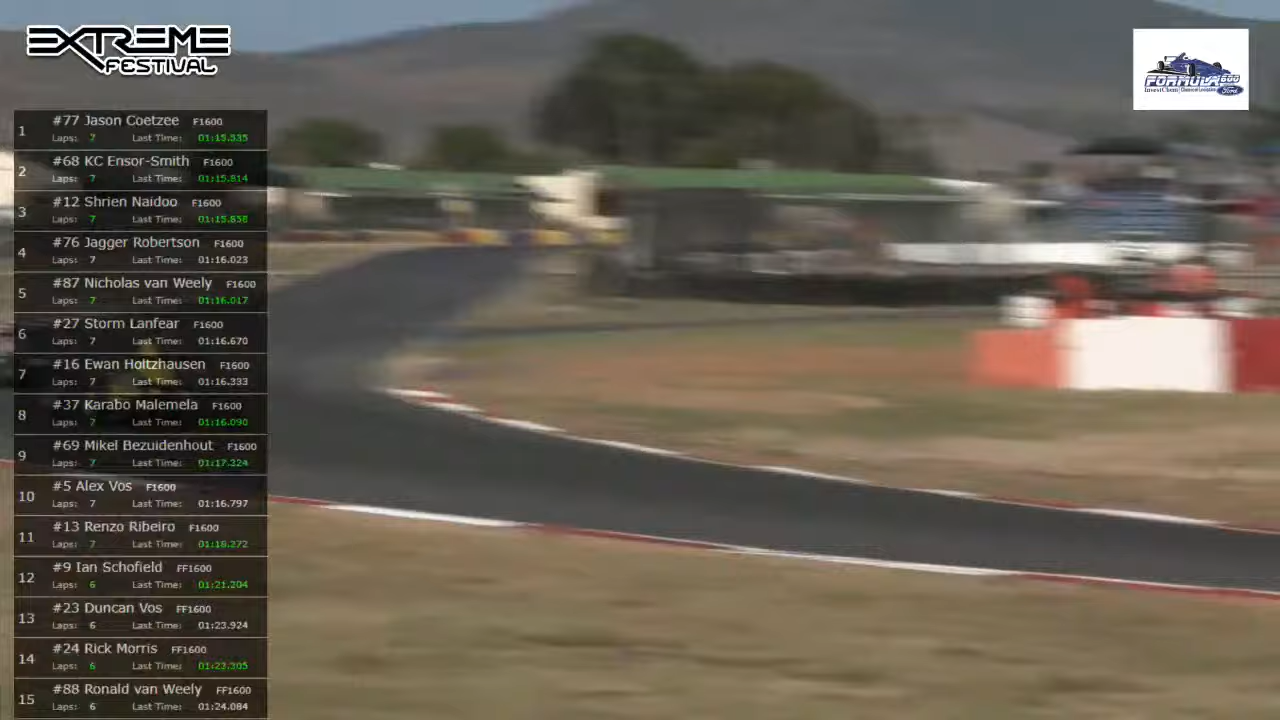 EXTREME
FESTIVAL
FORMULA
1 #77 Jason Coetzee F1600
Laps: 7 Last Time: 01:15.535
2 #68 KC Ensor-Smith F1600
Laps: 7 Last Time: 01:15.814
3 #12 Shrien Naidoo F1600
Laps: 7 Last Time: 01:15.858
4 #76 Jagger Robertson F1600
Laps: 7 Last Time: 01:16.023
5 #87 Nicholas van Weely F1600
Laps: 7 Last Time: 01:16.017
6 #27 Storm Lanfear F1600
Laps: 7 Last Time: 01:16.670
7 #16 Ewan Holtzhausen F1600
Laps: 7 Last Time: 01:16.333
8 #37 Karabo Malemela F1600
Laps: 7 Last Time: 01:16.090
9 #69 Mikel Bezuidenhout F1600
Laps: 7 Last Time: 01:17.224
10 #5 Alex Vos F1600
Laps: 7 Last Time: 01:16.797
11 #13 Renzo Ribeiro F1600
Laps: 7 Last Time: 01:18.272
12 #9 Ian Schofield FF1600
Laps: 6 Last Time: 01:21.204
13 #23 Duncan Vos FF1600
Laps: 6 Last Time: 01:23.924
14 #24 Rick Morris FF1600
Laps: 6 Last Time: 01:23.305
15 #88 Ronald van Weely FF1600
Laps: 6 Last Time: 01:24.084